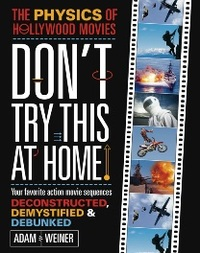 THE PHYSICS OF
HOLLYWOOD MOVIES
DON'T
TRY THIS
AT HOME!
Your favorite action movie sequences
DECONSTRUCTED,
DEMYSTIFIED &
DEBUNKED
ADAM WEINER